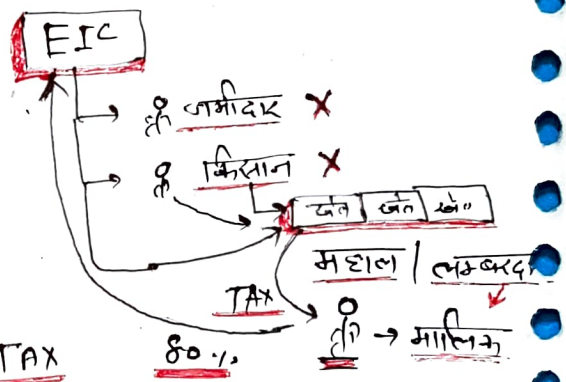 EIC
जमीदार X
किसान X
खेत खेत खे॰
महाल / लम्बरदा
TAX
→ मालिक
TAX 80 %